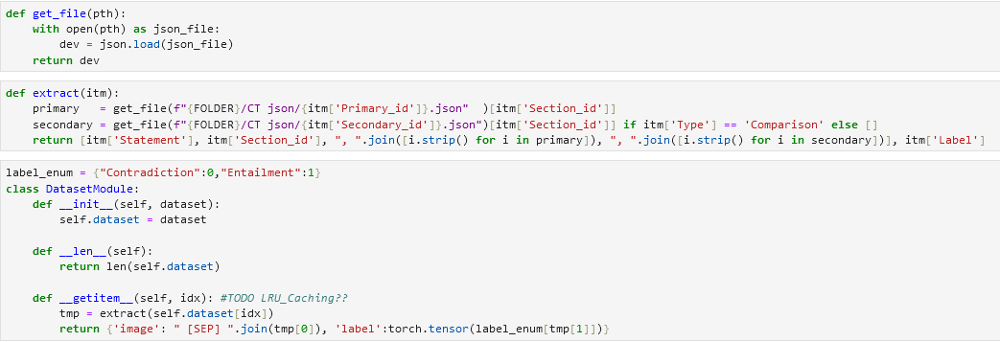 def get_file(pth):
    with open(pth) as json_file:
        dev = json.load(json_file)
    return dev
def extract(itm):
    primary   = get_file(f"{FOLDER}/CT json/{itm['Primary_id']}.json"  )[itm['Section_id']]
    secondary = get_file(f"{FOLDER}/CT json/{itm['Secondary_id']}.json")[itm['Section_id']] if itm['Type'] == 'Comparison' else []
    return [itm['Statement'], itm['Section_id'], ", ".join([i.strip() for i in primary]), ", ".join([i.strip() for i in secondary])], itm['Label']
label_enum = {"Contradiction":0,"Entailment":1}
class DatasetModule:
    def __init__(self, dataset):
        self.dataset = dataset
    def __len__(self):
        return len(self.dataset)
    def __getitem__(self, idx): #TODO LRU_Caching??
        tmp = extract(self.dataset[idx])
        return {'image': " [SEP] ".join(tmp[0]), 'label':torch.tensor(label_enum[tmp[1]])}